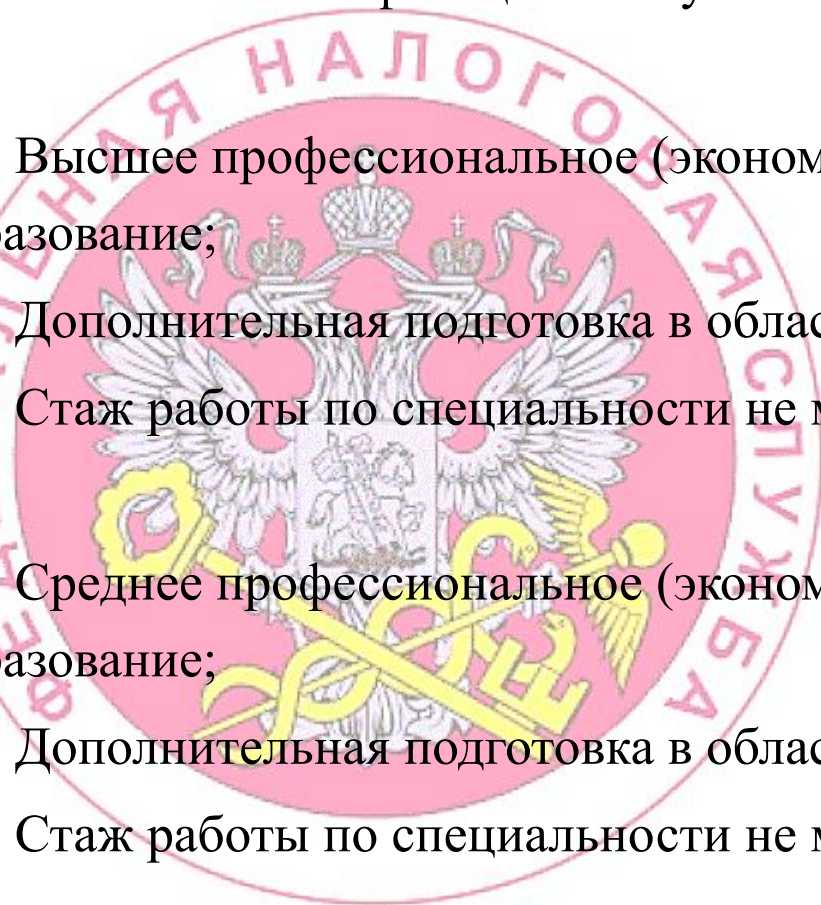 НАЛОГОВАЯ СЛУЖБА
Высшее профессиональное (эконом
разование;
Дополнительная подготовка в облас
Стаж работы по специальности не м
Среднее профессиональное (эконом
разование;
Дополнительная подготовка в облас
Стаж работы по специальности не м